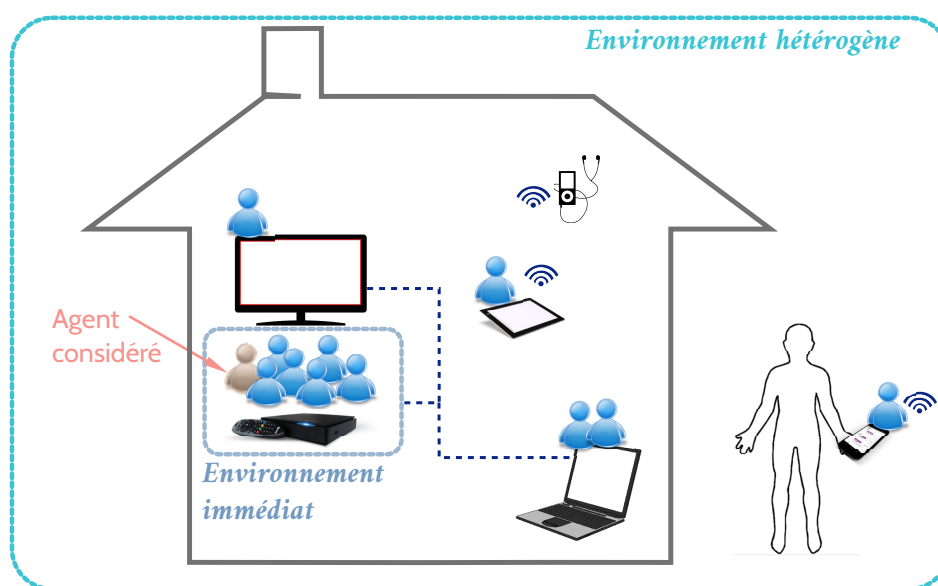 Environnement hétérogène
Agent
considéré
Environnement
immédiat